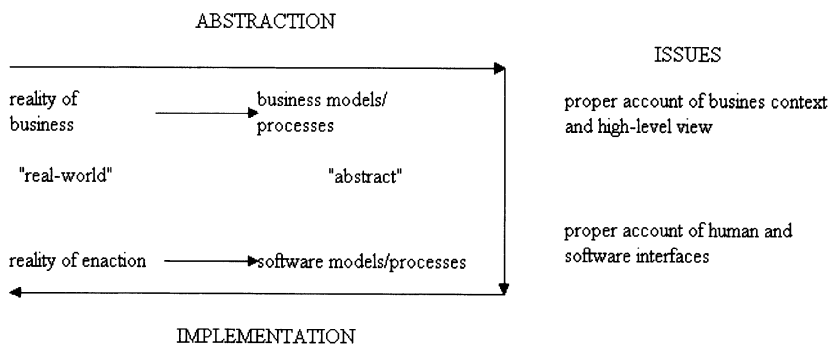 ABSTRACTION
ISSUES
reality of
business
business models/
processes
proper account of busines context
and high-level view
"real-world"
"abstract"
proper account of human and
software interfaces
reality of enaction
software models/processes
IMPLEMENTATION